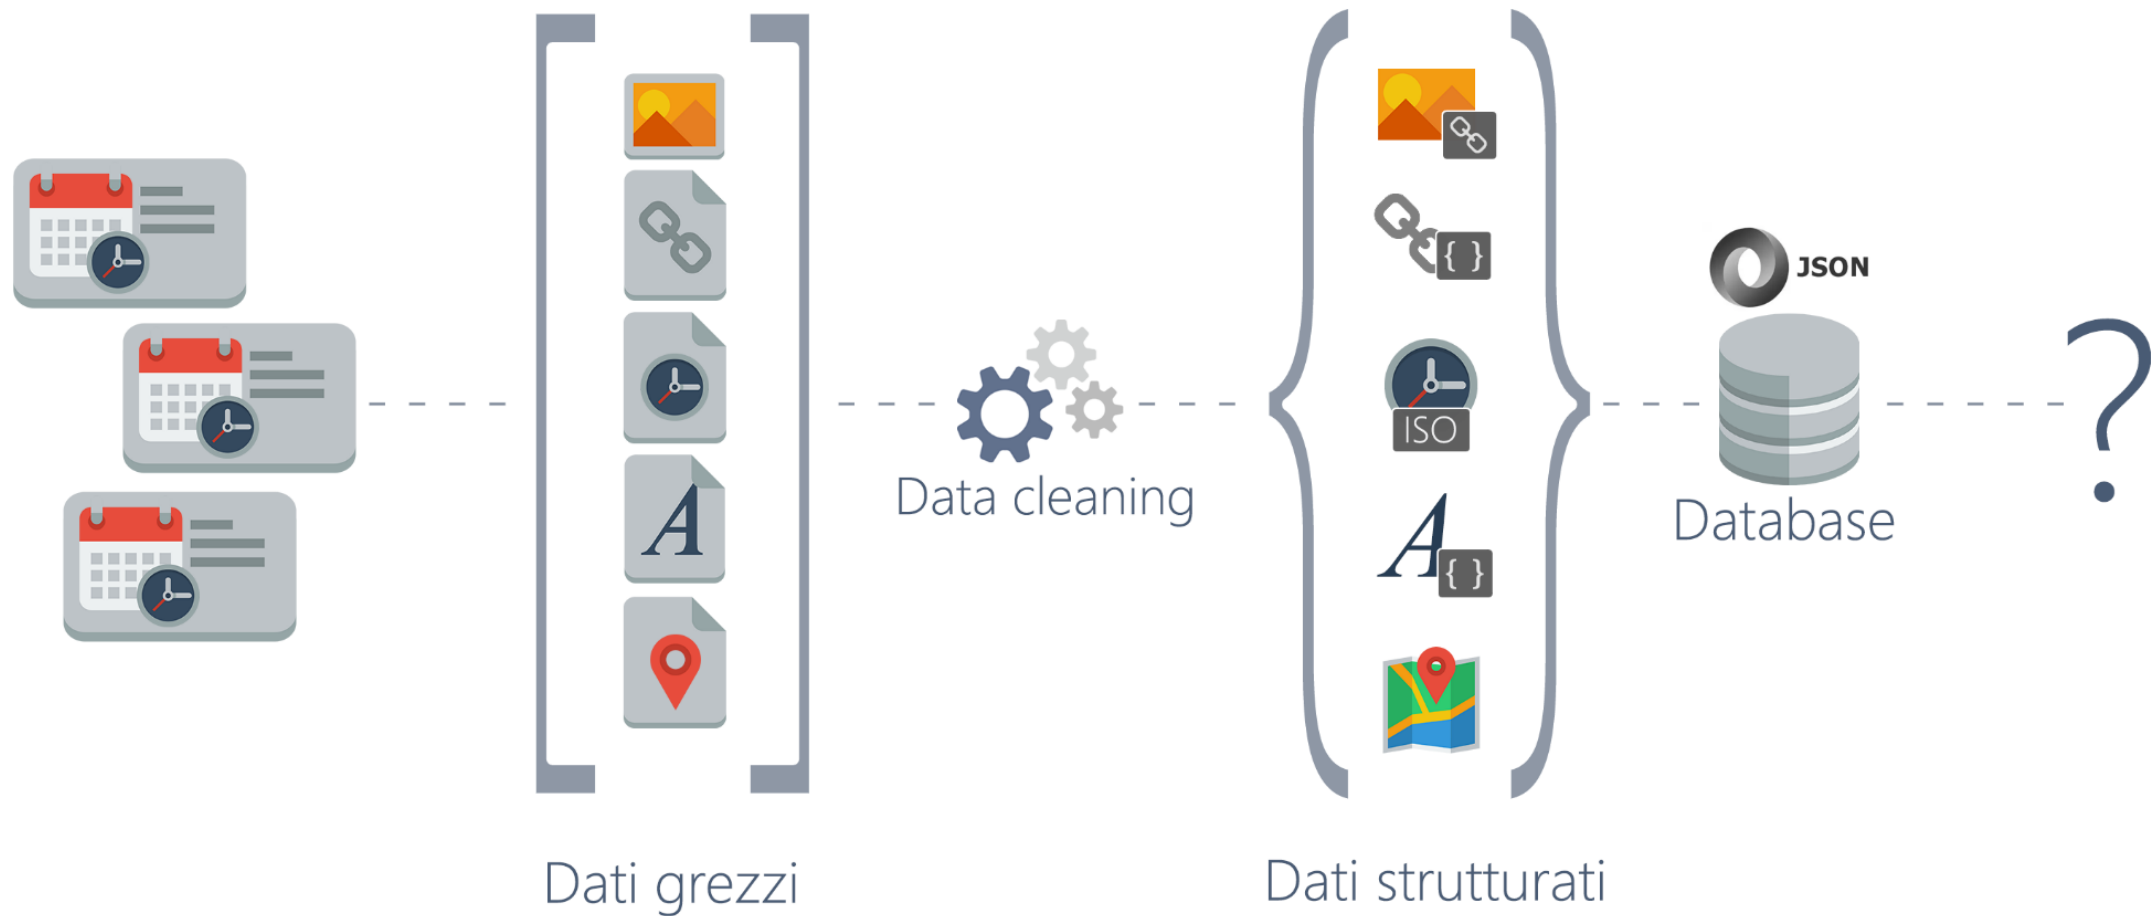 Dati grezzi
Data cleaning
{ }
ISO
{ }
Dati strutturati
JSON
Database
?